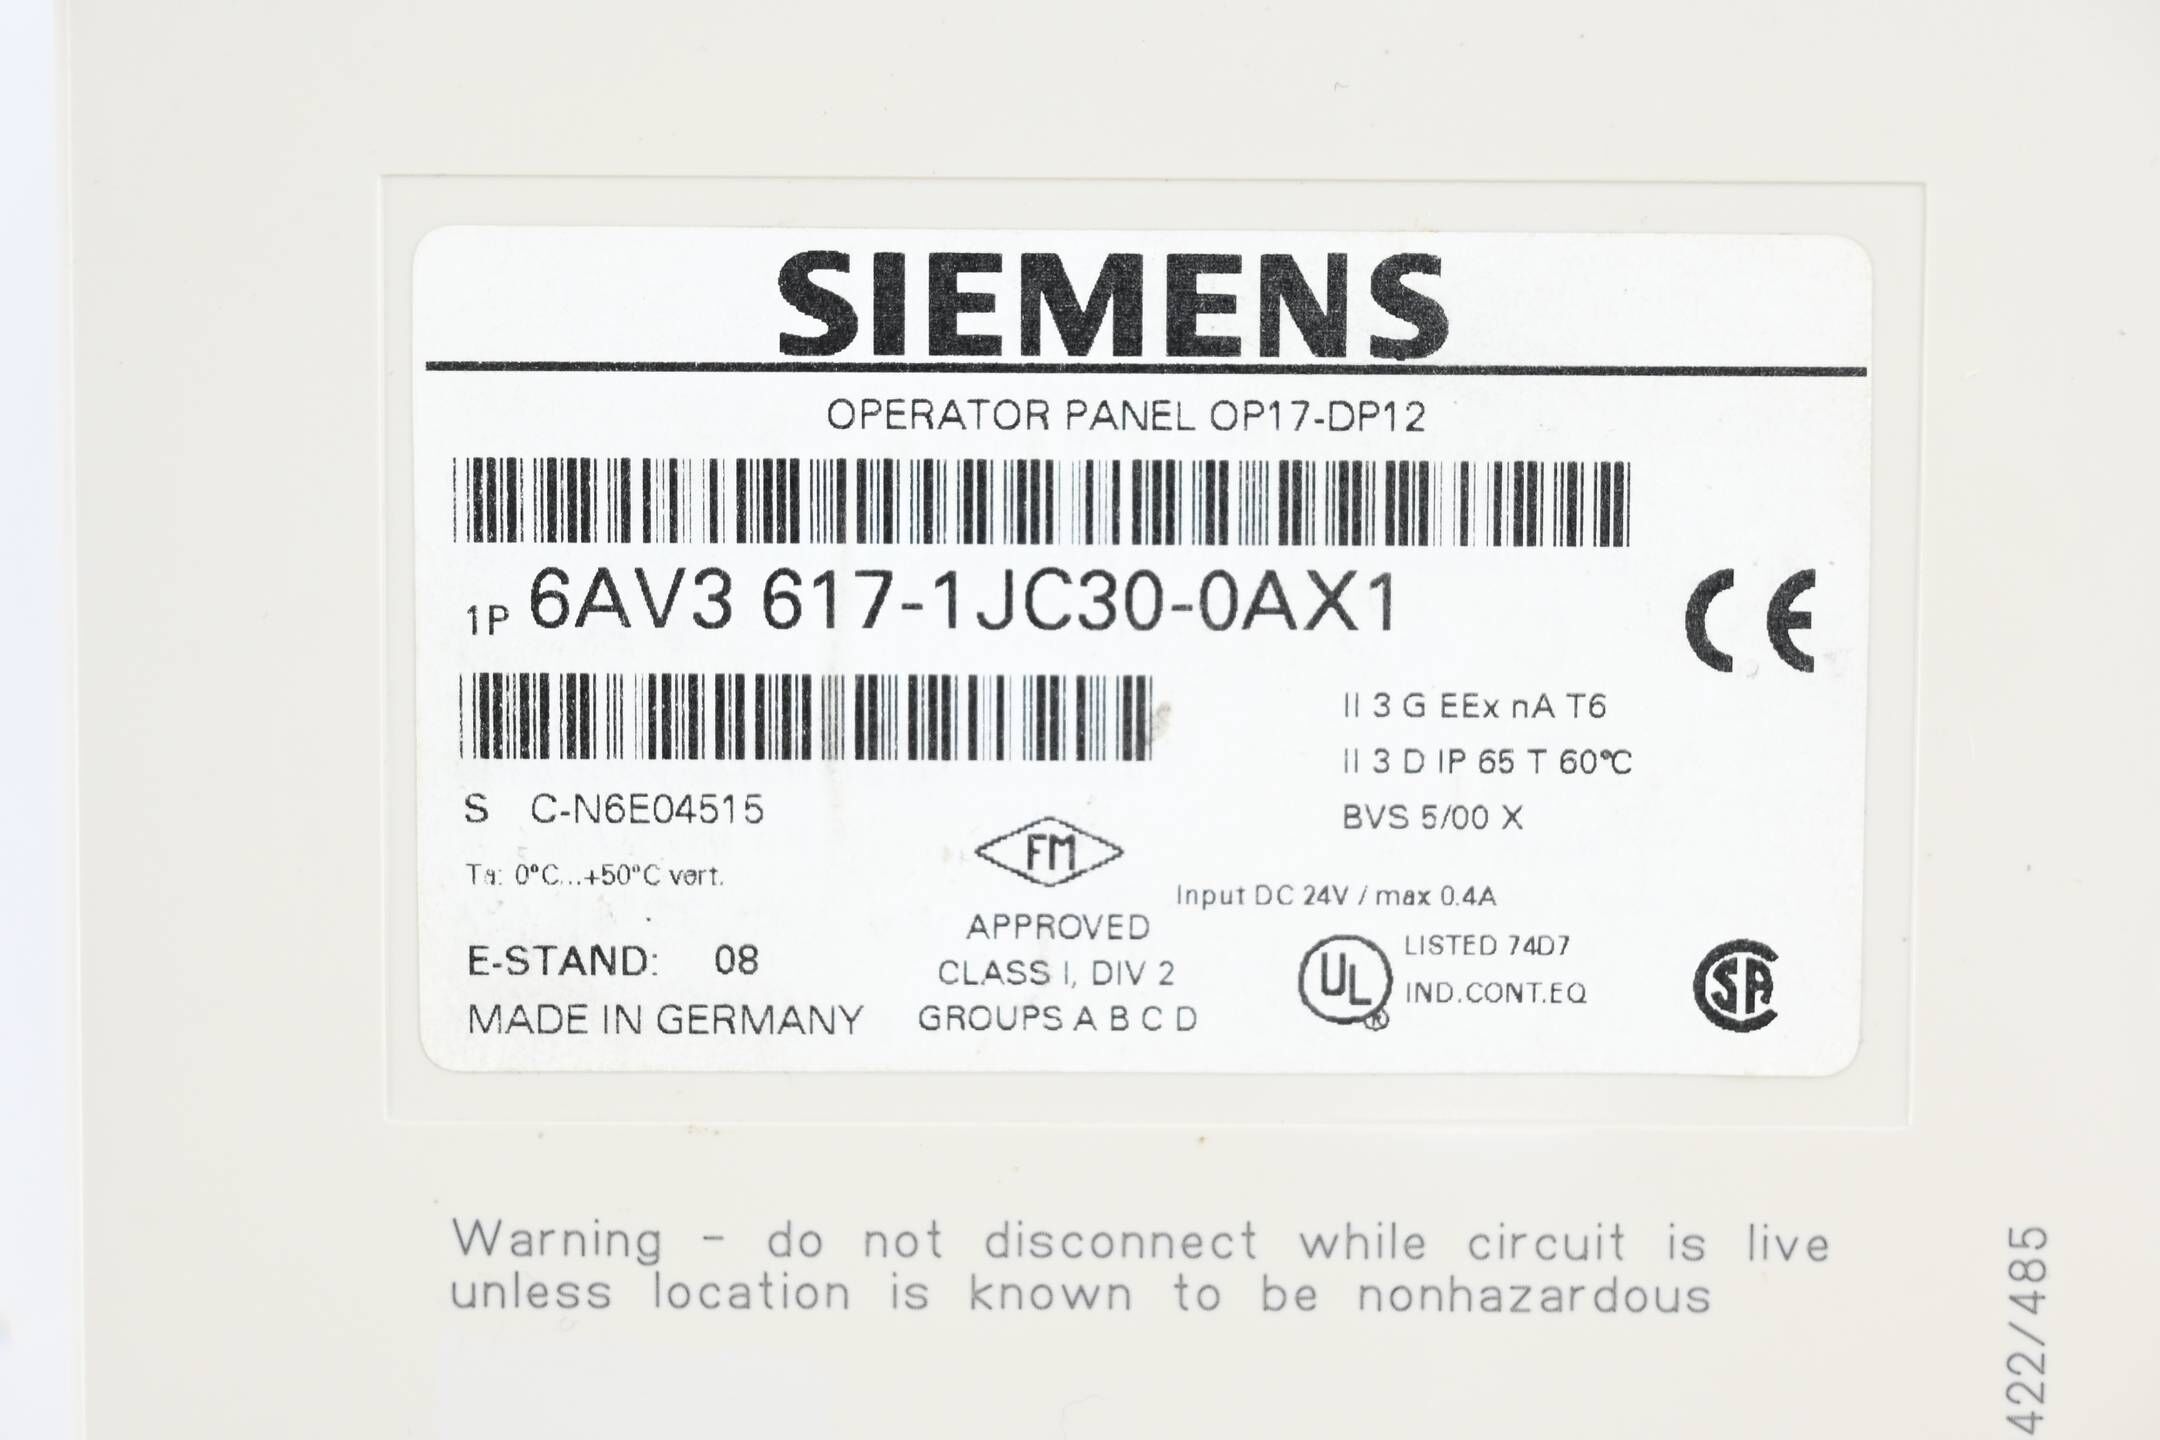 SIEMENS
OPERATOR PANEL OP17-DP12
1P 6AV3 617-1JC30-0AX1
CE
II 3 G EEx nA T6
II 3 D IP 65 T 60°C
BVS 5/00 X
S C-N6E04515
Ta: 0°C...+50°C vert.
E-STAND: 08
MADE IN GERMANY
FM
APPROVED
CLASS I, DIV 2
GROUPS A B C D
Input DC 24V / max 0.4A
UL ®
LISTED 74D7
IND.CONT.EQ
SA
Warning - do not disconnect while circuit is live
unless location is known to be nonhazardous
422/485